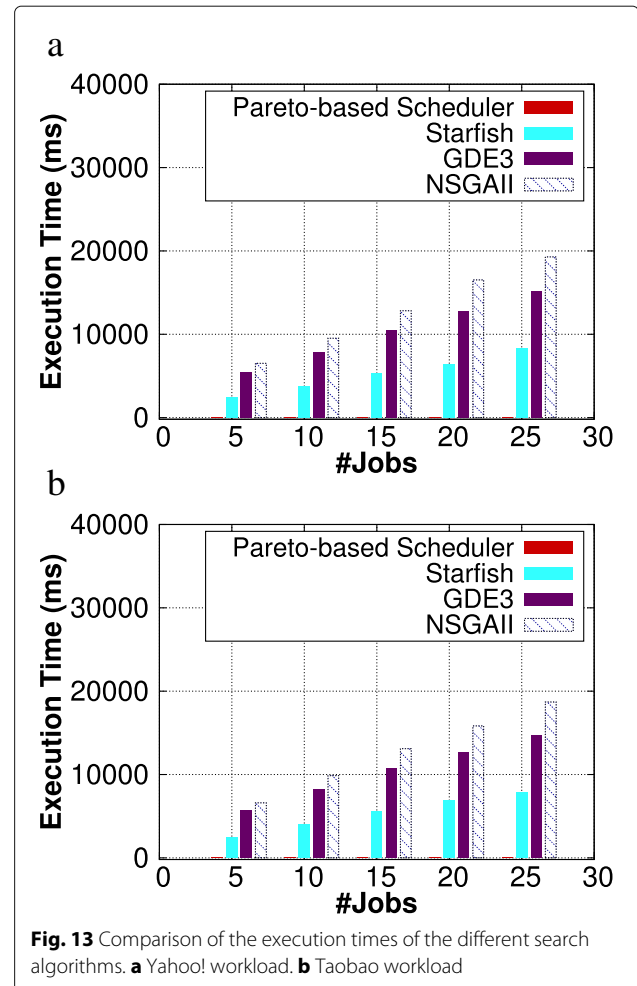 a
40000
30000
20000
10000
0
Execution Time (ms)
Pareto-based Scheduler
Starfish
GDE3
NSGAII
0 5 10 15 20 25 30
#Jobs
b
40000
30000
20000
10000
0
Execution Time (ms)
Pareto-based Scheduler
Starfish
GDE3
NSGAII
0 5 10 15 20 25 30
#Jobs
Fig. 13 Comparison of the execution times of the different search
algorithms. a Yahoo! workload. b Taobao workload